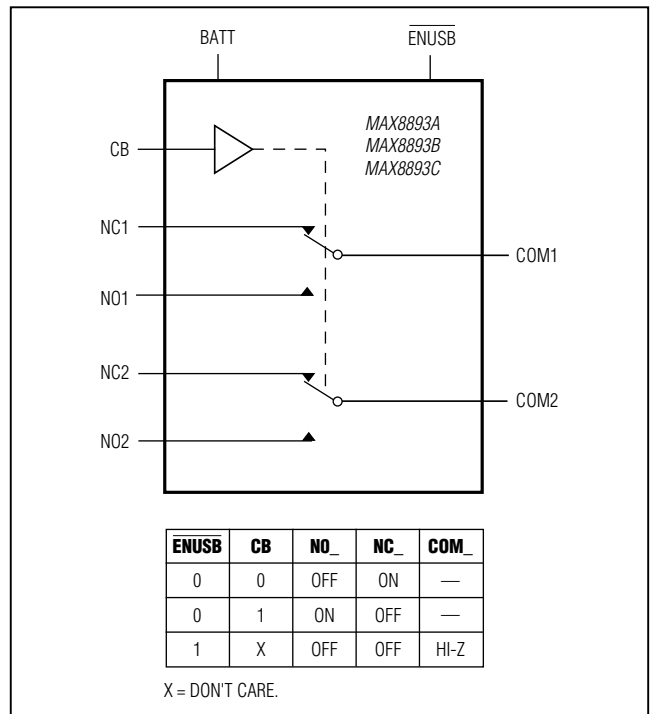 BATT ENUSB
MAX8893A
MAX8893B
MAX8893C
CB
NC1
COM1
NO1
NC2
COM2
NO2
ENUSB CB NO_ NC_ COM_
0 0 OFF ON —
0 1 ON OFF —
1 X OFF OFF HI-Z
X = DON'T CARE.